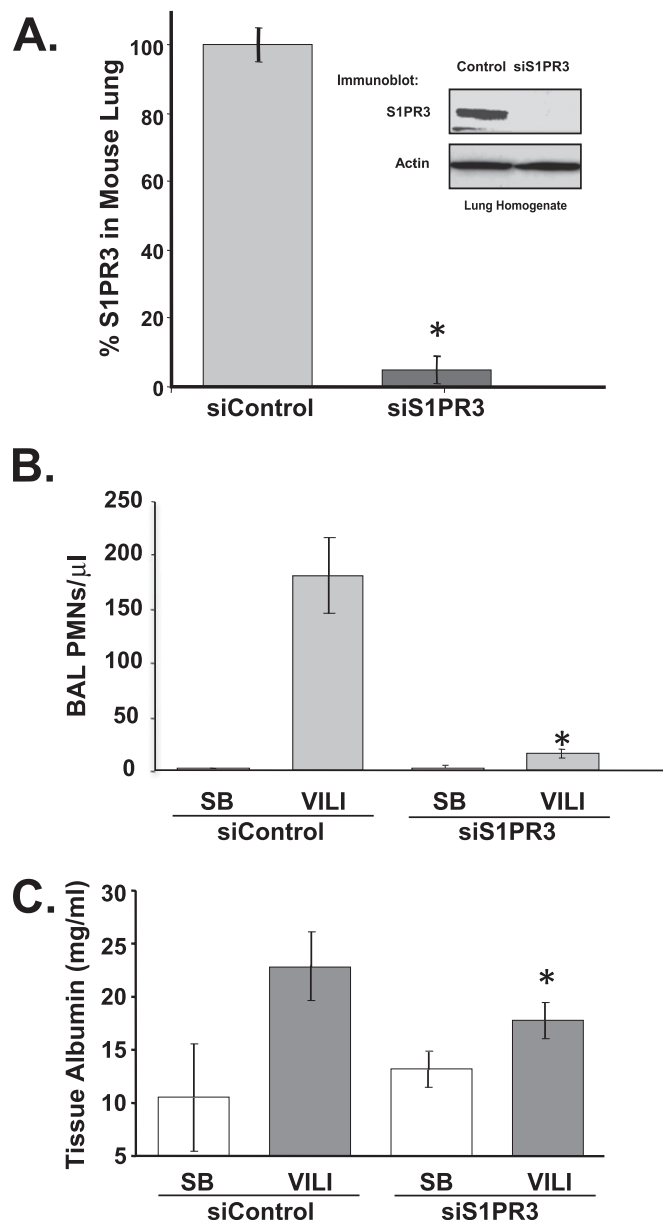 A.
% S1PR3 in Mouse Lung
100
80
60
40
20
0
siControl
siS1PR3
*
Immunoblot:
Control siS1PR3
S1PR3
Actin
Lung Homogenate
B.
BAL PMNs/μl
250
200
150
100
50
0
*
SB
VILI
SB
VILI
siControl
siS1PR3
C.
Tissue Albumin (mg/ml)
30
25
20
15
10
5
*
SB
VILI
SB
VILI
siControl
siS1PR3